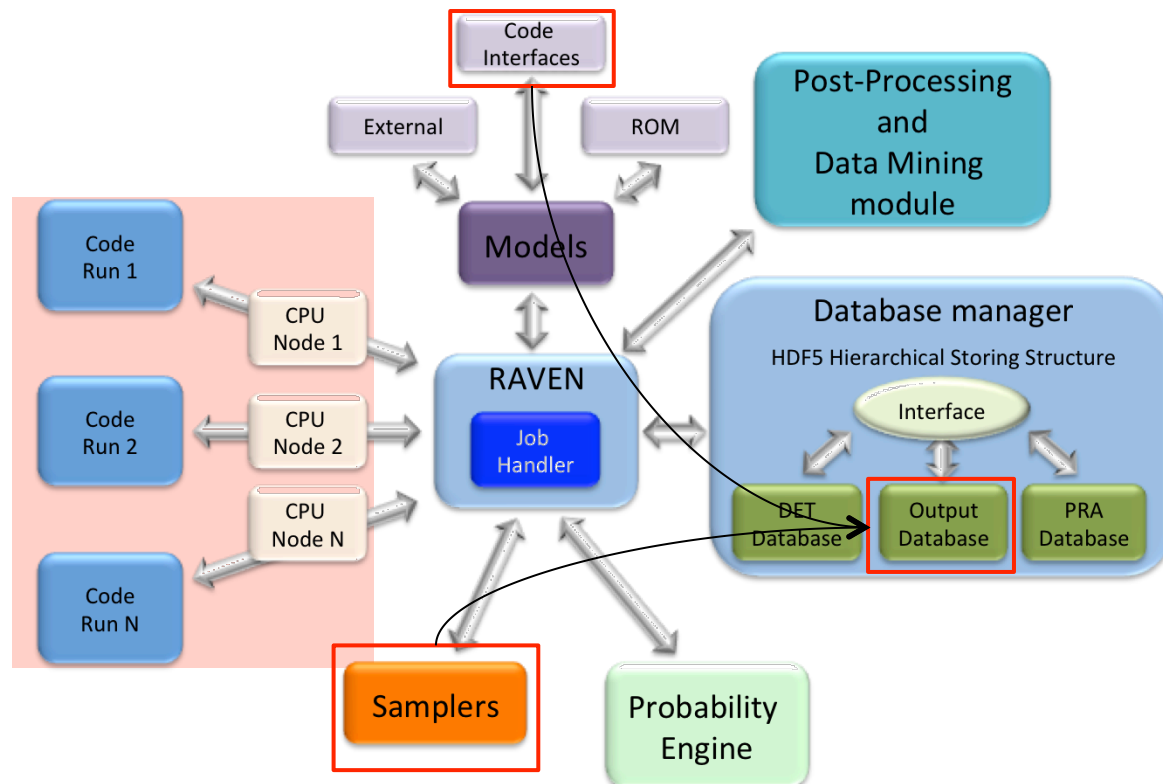 Code
Interfaces
External
ROM
Post-Processing
and
Data Mining
module
Models
Code
Run 1
CPU
Node 1
Code
Run 2
CPU
Node 2
Code
Run N
CPU
Node N
RAVEN
Job
Handler
Database manager
HDF5 Hierarchical Storing Structure
Interface
DET
Database
Output
Database
PRA
Database
Samplers
Probability
Engine